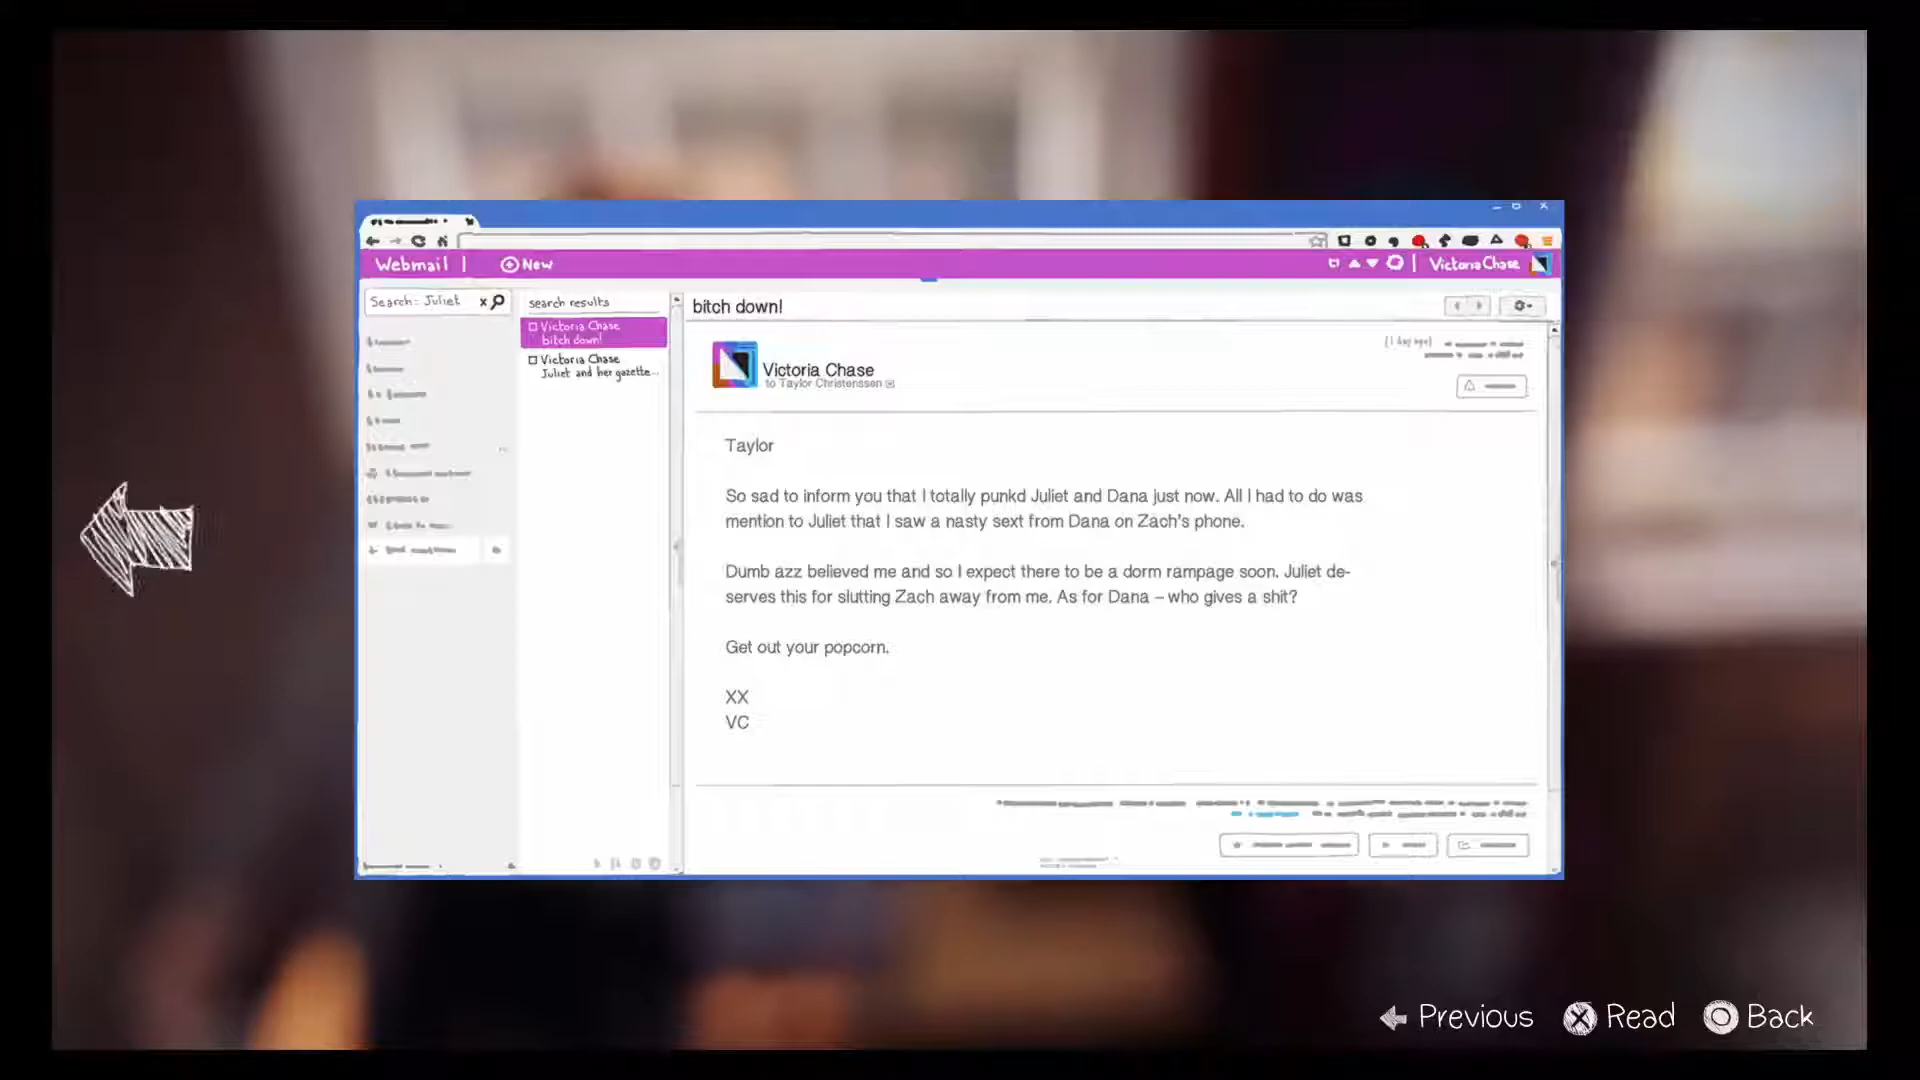 Webmail |
New
| Victoria Chase
Search: Juliet x
search results
Victoria Chase
bitch down!
Victoria Chase
Juliet and her gazette...
bitch down!
(1 day ago)
Victoria Chase
to Taylor Christenssen
Taylor
So sad to inform you that I totally punkd Juliet and Dana just now. All I had to do was
mention to Juliet that I saw a nasty sext from Dana on Zach's phone.
Dumb azz believed me and so I expect there to be a dorm rampage soon. Juliet de-
serves this for slutting Zach away from me. As for Dana – who gives a shit?
Get out your popcorn.
XX
VC
Previous
Read
Back